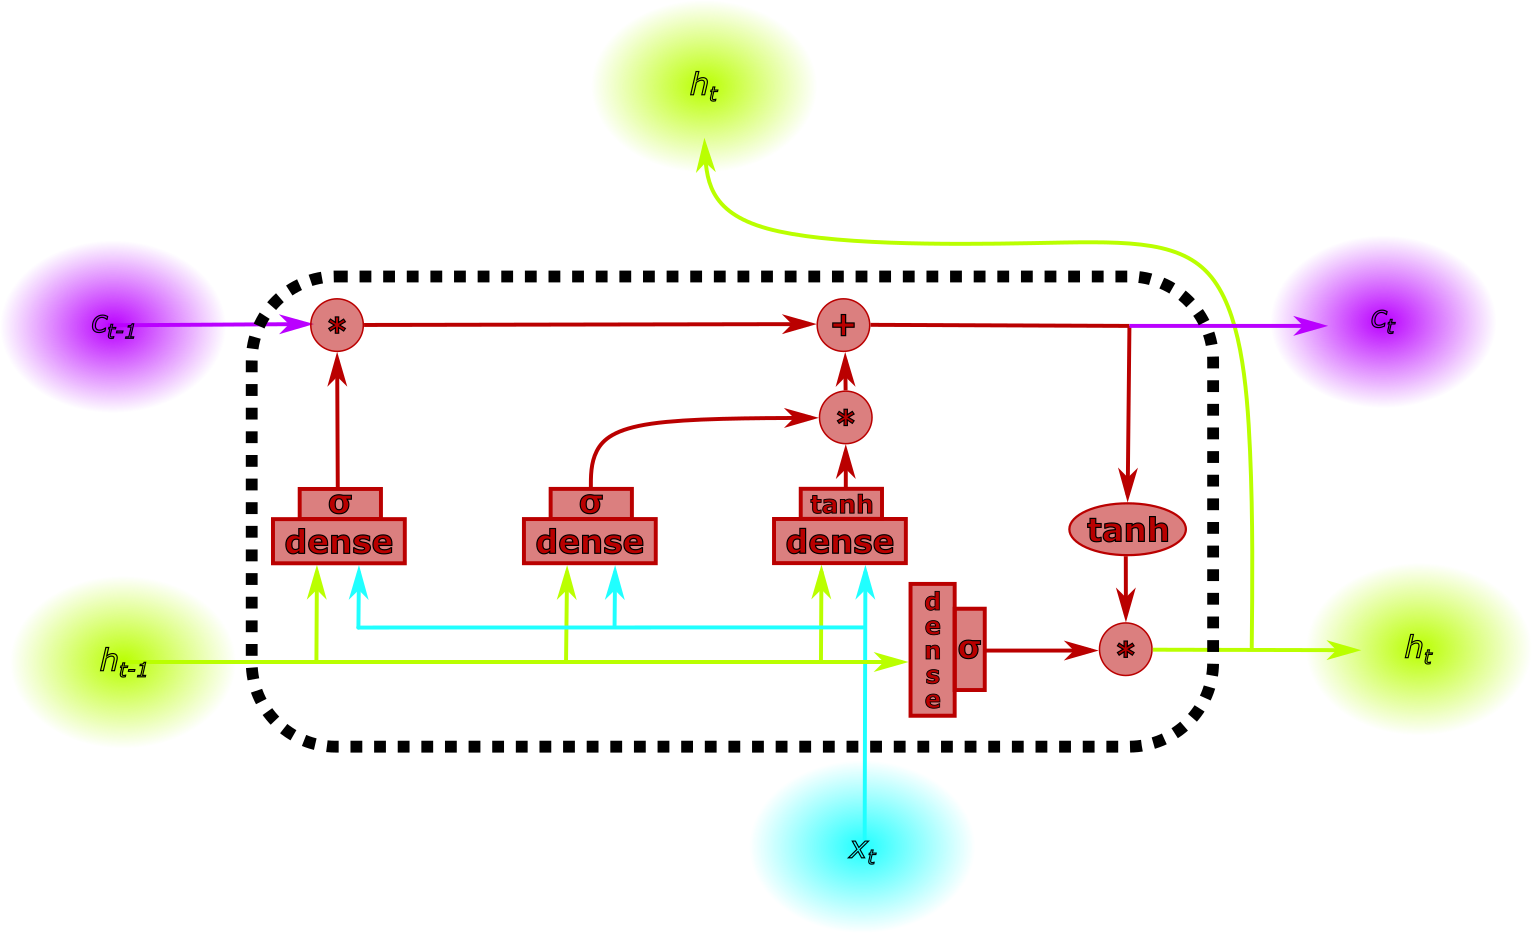 h_t
c_{t-1}
*
+
c_t
*
σ
σ
tanh
dense
dense
dense
tanh
dense
σ
*
h_{t-1}
h_t
x_t